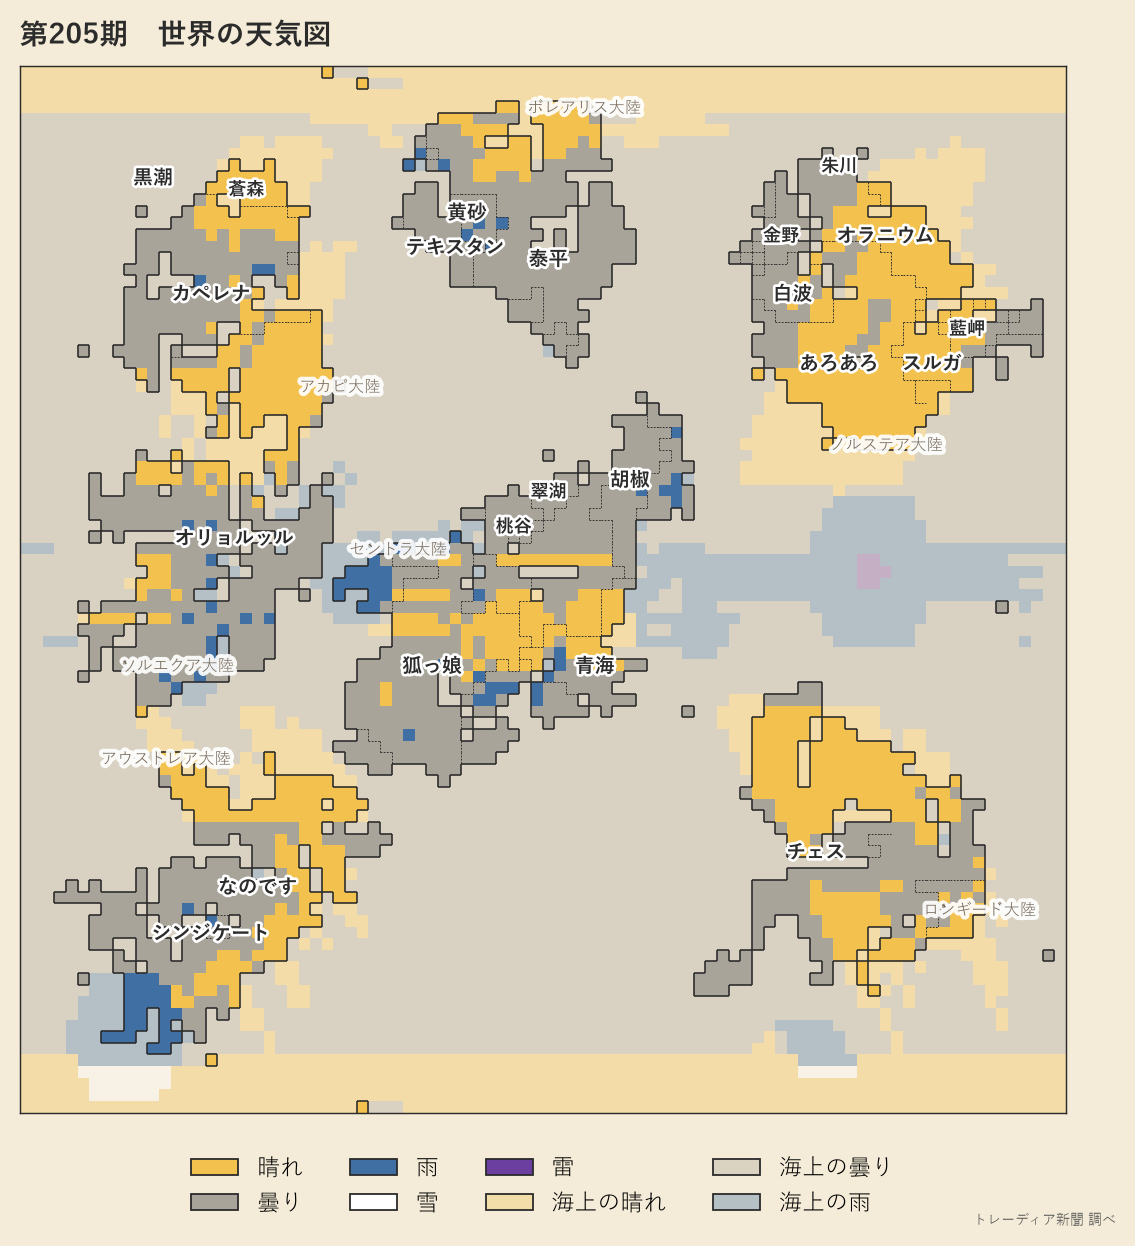 第205期　世界の天気図
ボレアリス大陸
黒潮
朱川
蒼森
黄砂
金野
オラニウム
テキスタン
泰平
カペレナ
白波
藍岬
あろあろ
スルガ
アカピ大陸
ノルステア大陸
胡椒
翠湖
桃谷
オリョルッル
セントラ大陸
ソルエクア大陸
狐っ娘
青海
アウストレア大陸
チェス
なのです
ロンギード大陸
シンジケート
晴れ
雨
雷
海上の曇り
曇り
雪
海上の晴れ
海上の雨
トレーディア新聞 調べ